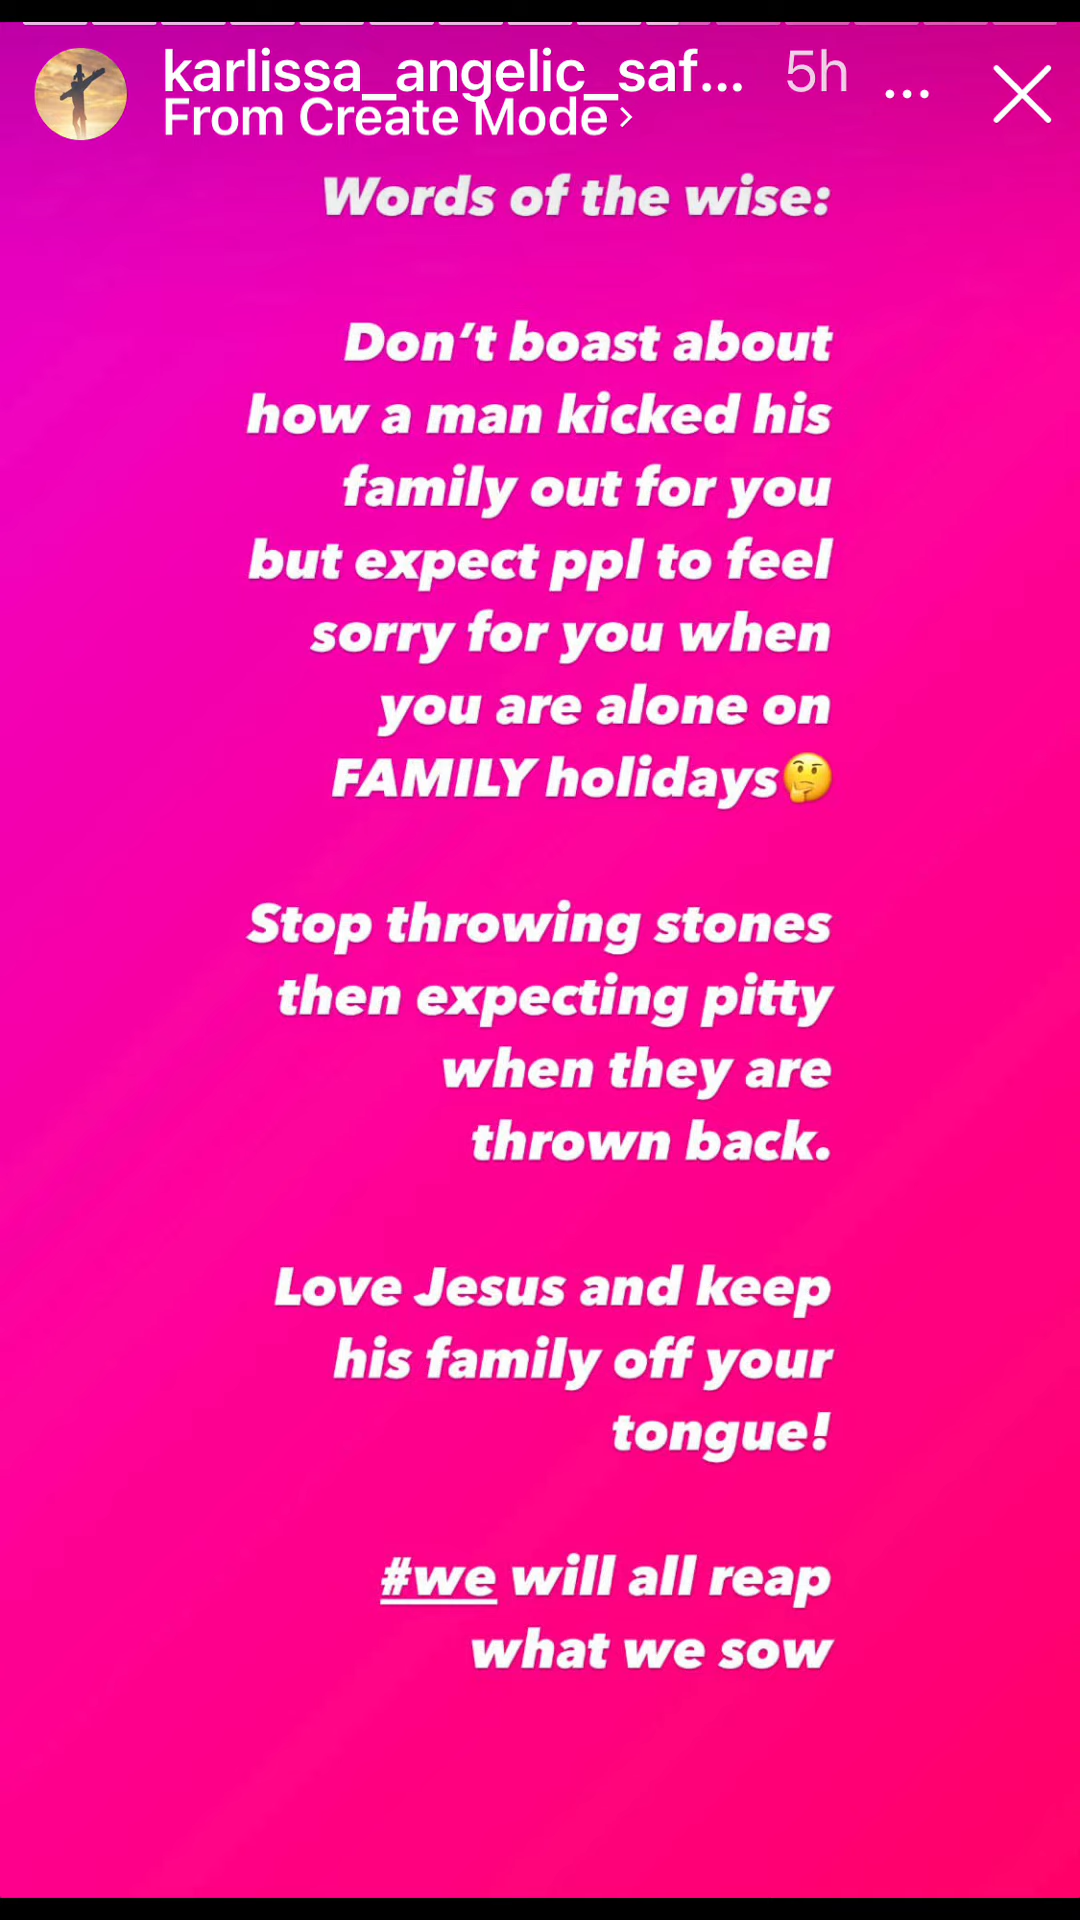 karlissa_angelic_saf... 5h
From Create Mode
Words of the wise:
Don't boast about
how a man kicked his
family out for you
but expect ppl to feel
sorry for you when
you are alone on
FAMILY holidays🤔
Stop throwing stones
then expecting pitty
when they are
thrown back.
Love Jesus and keep
his family off your
tongue!
#we will all reap
what we sow